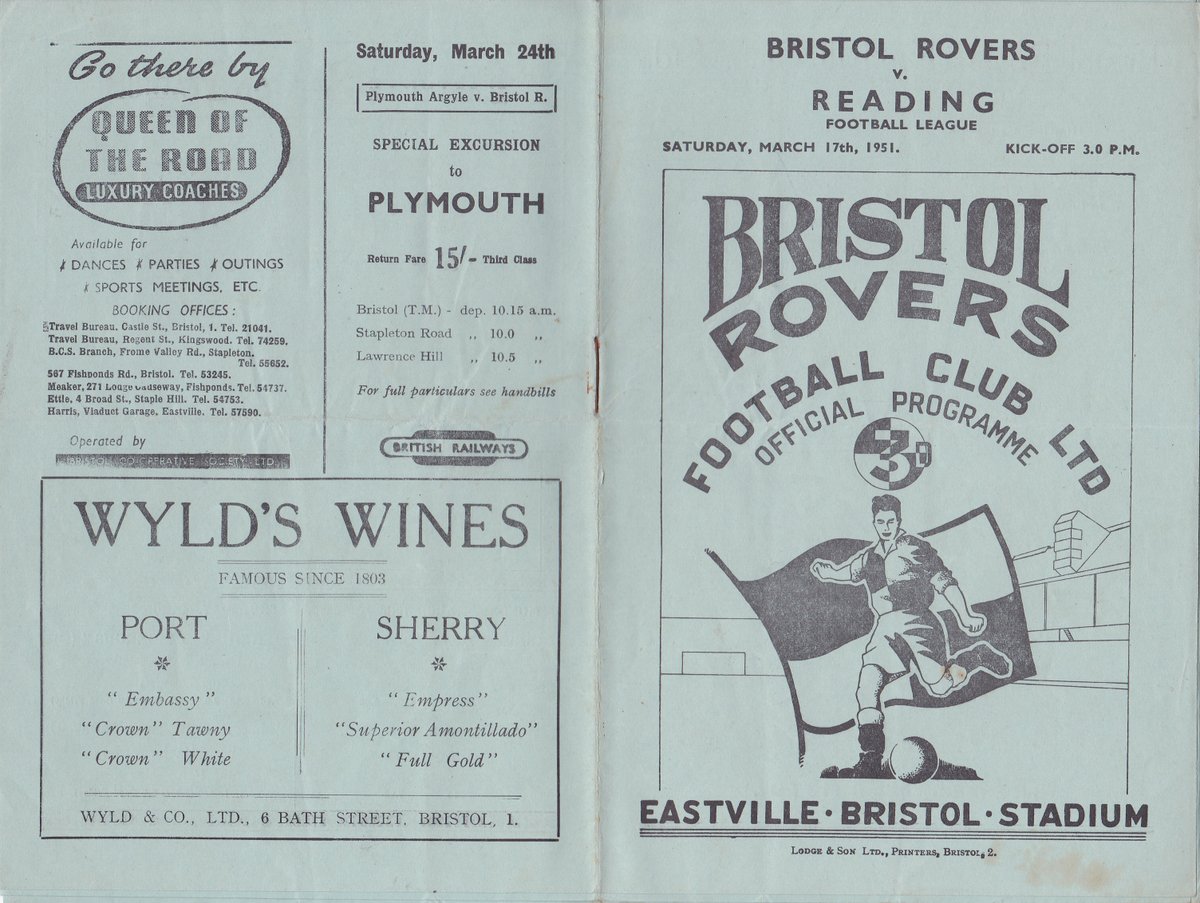 Go there by
QUEEN OF
THE ROAD
LUXURY COACHES
Available for
DANCES PARTIES OUTINGS
SPORTS MEETINGS, ETC.
BOOKING OFFICES :
Travel Bureau, Castle St., Bristol, 1. Tel. 21041.
Travel Bureau, Regent St., Kingswood. Tel. 74259.
B.C.S. Branch, Frome Valley Rd., Stapleton.
Tel. 55652.
567 Fishponds Rd., Bristol. Tel. 53245.
Meaker, 271 Lodge Causeway, Fishponds. Tel. 54737.
Ettle, 4 Broad St., Staple Hill. Tel. 54753.
Harris, Viaduct Garage, Eastville. Tel. 57590.
Operated by
BRISTOL CO-OPERATIVE SOCIETY LTD.
Saturday, March 24th
Plymouth Argyle v. Bristol R.
SPECIAL EXCURSION
to
PLYMOUTH
Return Fare 15/- Third Class
Bristol (T.M.) - dep. 10.15 a.m.
Stapleton Road „ 10.0 „
Lawrence Hill „ 10.5 „
For full particulars see handbills
BRITISH RAILWAYS
WYLD'S WINES
FAMOUS SINCE 1803
PORT
"Embassy"
"Crown" Tawny
"Crown" White
SHERRY
"Empress"
"Superior Amontillado"
"Full Gold"
WYLD & CO., LTD., 6 BATH STREET, BRISTOL, 1.
BRISTOL ROVERS
v.
READING
FOOTBALL LEAGUE
SATURDAY, MARCH 17th, 1951. KICK-OFF 3.0 P.M.
BRISTOL
ROVERS
FOOTBALL CLUB LTD
OFFICIAL PROGRAMME
3D
EASTVILLE · BRISTOL · STADIUM
LODGE & SON LTD., PRINTERS, BRISTOL, 2.